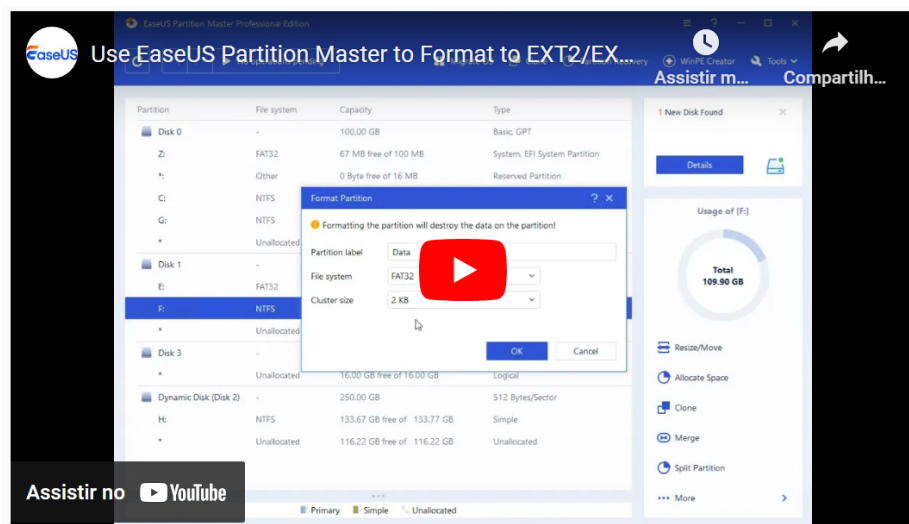 EaseUS Partition Master Professional Edition
EaseUS
Use EaseUS Partition Master to Format to EXT2/EX...
Assistir m...
Compartilh...
WinPE Creator
Tools
Partition
File system
Capacity
Type
Disk 0
-
100.00 GB
Basic, GPT
Z:
FAT32
67 MB free of 100 MB
System, EFI System Partition
*:
Other
0 Byte free of 16 MB
Reserved Partition
C:
NTFS
G:
NTFS
*
Unallocated
Disk 1
-
E:
FAT32
F:
NTFS
*
Unallocated
Disk 3
-
*
Unallocated
16.00 GB free of 16.00 GB
Logical
Dynamic Disk (Disk 2)
-
250.00 GB
512 Bytes/Sector
H:
NTFS
133.67 GB free of 133.77 GB
Simple
*
Unallocated
116.22 GB free of 116.22 GB
Unallocated
Format Partition
? ×
Formatting the partition will destroy the data on the partition!
Partition label
Data
File system
FAT32
Cluster size
2 KB
OK
Cancel
1 New Disk Found
Details
Usage of [F:]
Total
109.90 GB
Resize/Move
Allocate Space
Clone
Merge
Split Partition
More
Assistir no YouTube
Primary
Simple
Unallocated